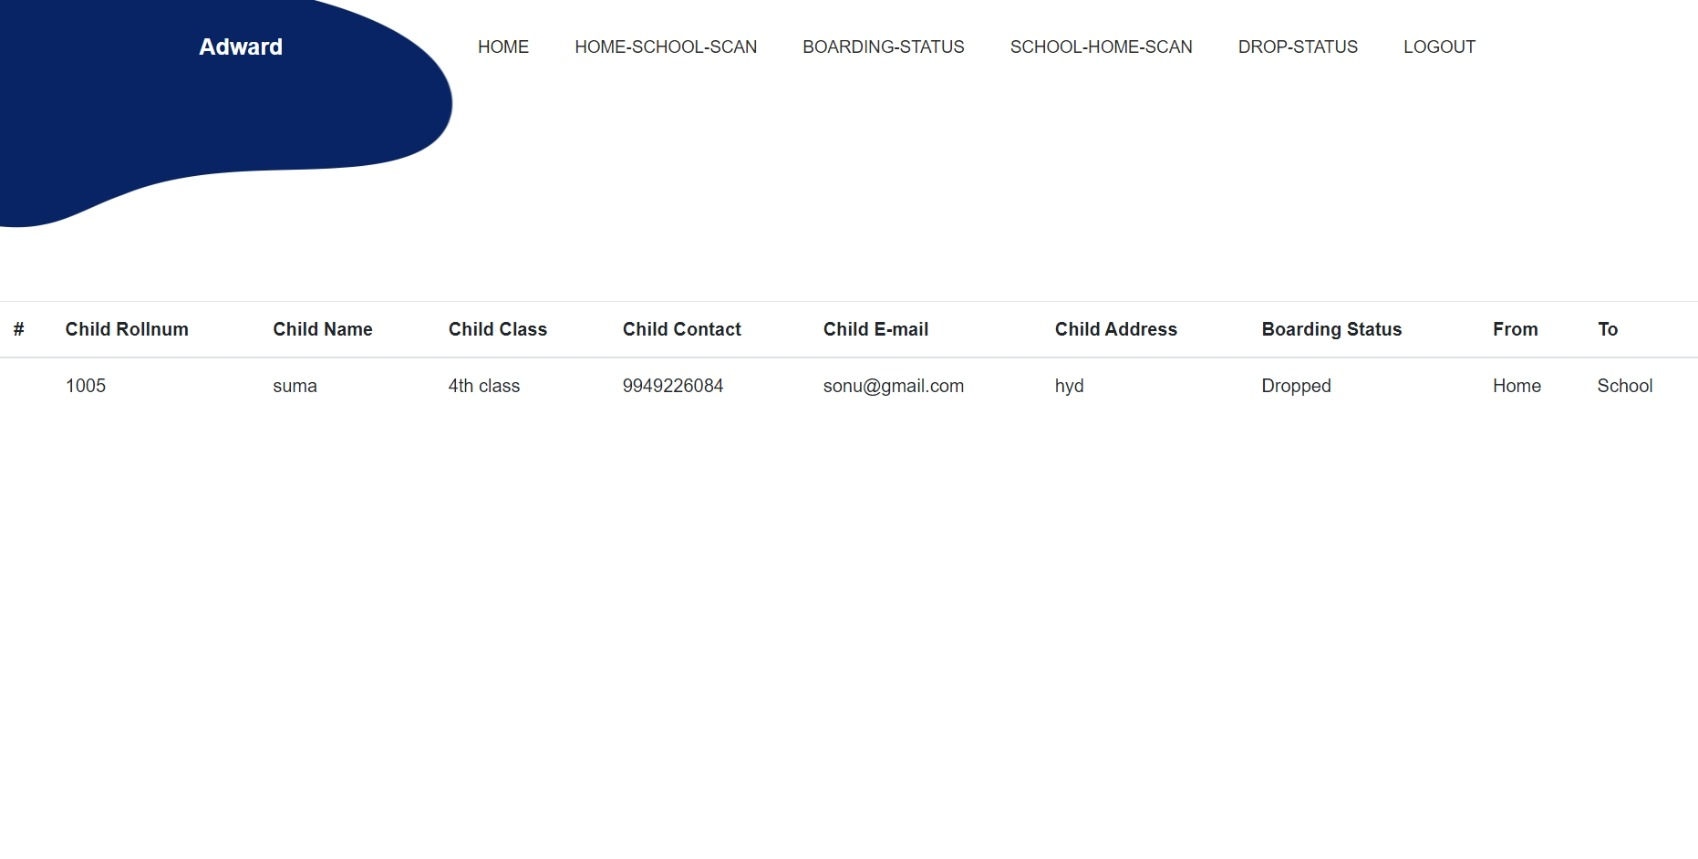 Adward HOME HOME-SCHOOL-SCAN BOARDING-STATUS SCHOOL-HOME-SCAN DROP-STATUS LOGOUT
# Child Rollnum Child Name Child Class Child Contact Child E-mail Child Address Boarding Status From To
1005 suma 4th class 9949226084 sonu@gmail.com hyd Dropped Home School